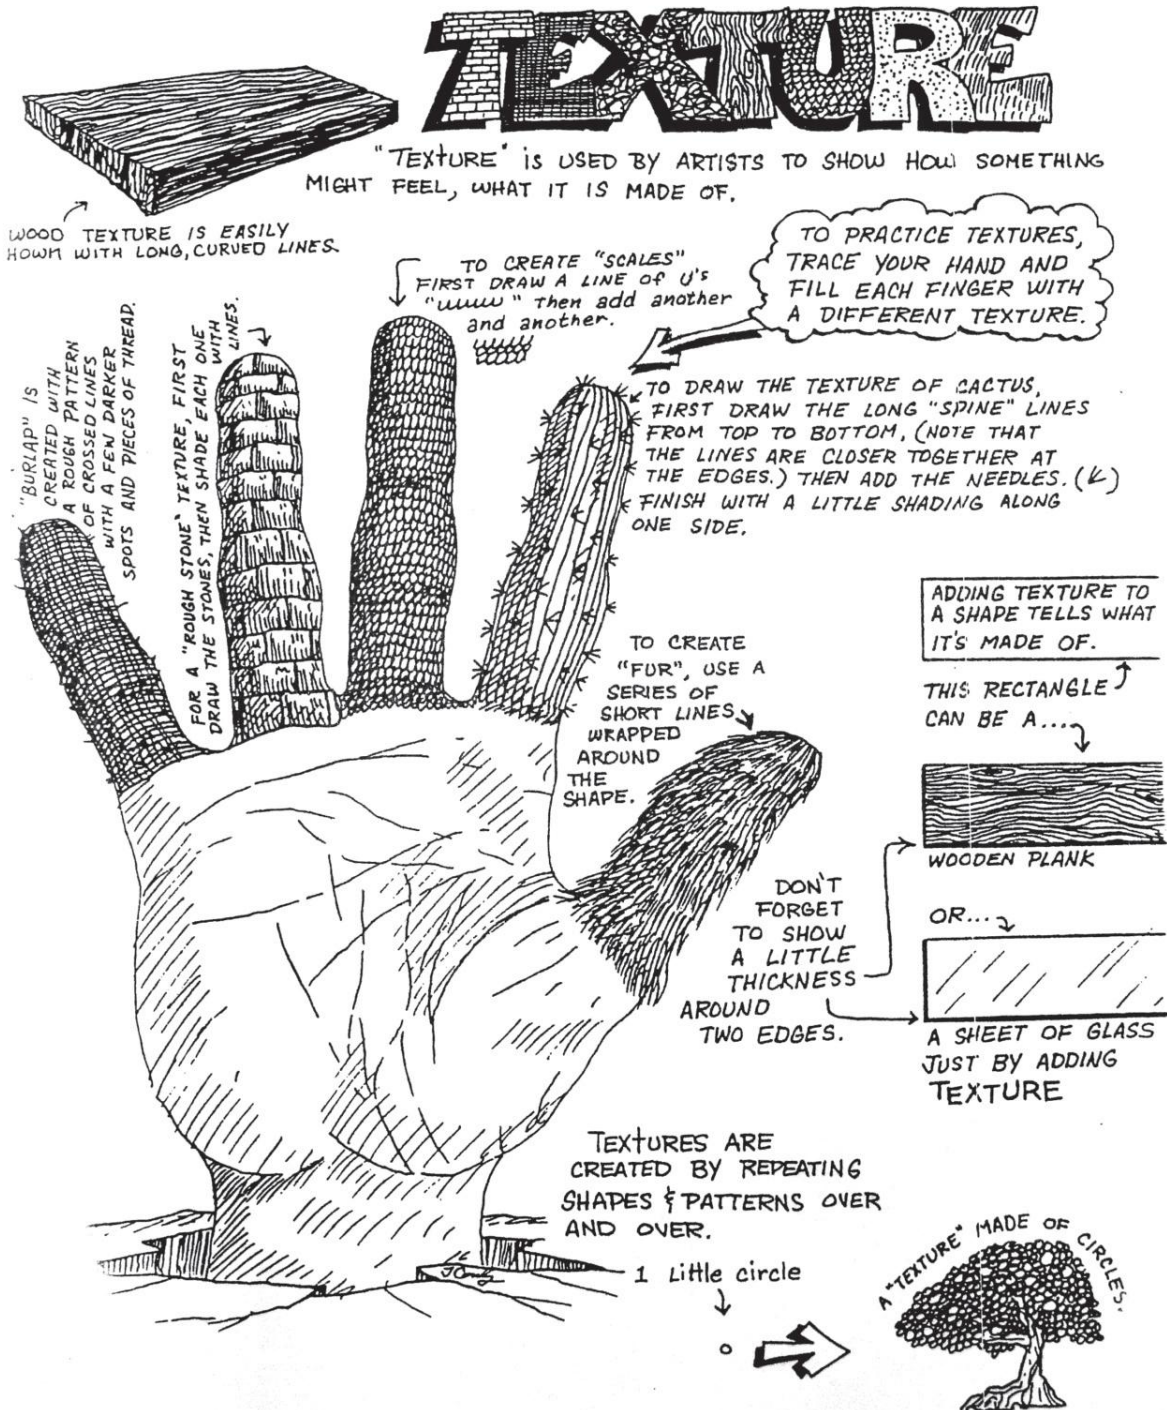 TEXTURE
"TEXTURE" IS USED BY ARTISTS TO SHOW HOW SOMETHING
MIGHT FEEL, WHAT IT IS MADE OF.
WOOD TEXTURE IS EASILY
HOWN WITH LONG, CURVED LINES.
TO PRACTICE TEXTURES,
TRACE YOUR HAND AND
FILL EACH FINGER WITH
A DIFFERENT TEXTURE.
TO CREATE "SCALES"
FIRST DRAW A LINE OF U's
"uuuuu" then add another
and another.
"BURLAP" IS
CREATED WITH
A ROUGH PATTERN
OF CROSSED LINES
WITH A FEW DARKER
SPOTS AND PIECES OF THREAD.
FOR A "ROUGH STONE" TEXTURE, FIRST
DRAW THE STONES, THEN SHADE EACH ONE
WITH
LINES.
TO DRAW THE TEXTURE OF CACTUS,
FIRST DRAW THE LONG "SPINE" LINES
FROM TOP TO BOTTOM, (NOTE THAT
THE LINES ARE CLOSER TOGETHER AT
THE EDGES.) THEN ADD THE NEEDLES. ( )
FINISH WITH A LITTLE SHADING ALONG
ONE SIDE.
TO CREATE
"FUR", USE A
SERIES OF
SHORT LINES
WRAPPED
AROUND
THE
SHAPE.
ADDING TEXTURE TO
A SHAPE TELLS WHAT
IT'S MADE OF.
THIS RECTANGLE
CAN BE A....
WOODEN PLANK
OR...
DON'T
FORGET
TO SHOW
A LITTLE
THICKNESS
AROUND
TWO EDGES.
A SHEET OF GLASS
JUST BY ADDING
TEXTURE
TEXTURES ARE
CREATED BY REPEATING
SHAPES & PATTERNS OVER
AND OVER.
1 Little circle
A "TEXTURE" MADE OF CIRCLES.